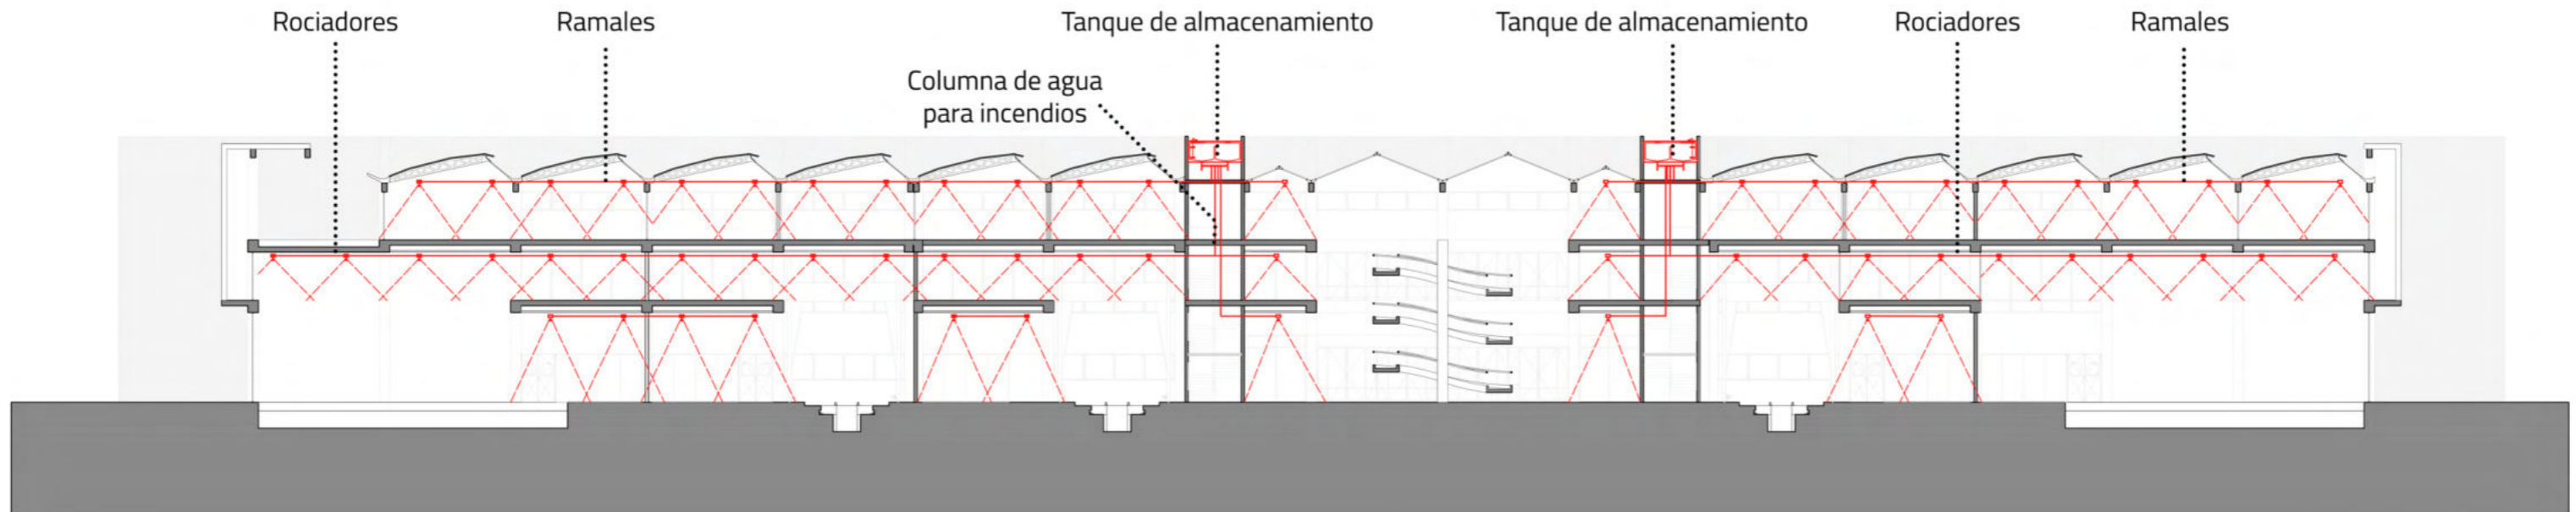 Rociadores
Ramales
Tanque de almacenamiento
Tanque de almacenamiento
Rociadores
Ramales
Columna de agua
para incendios